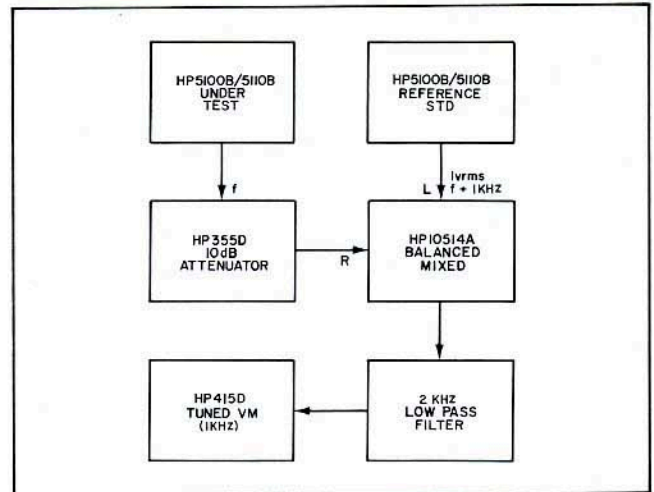 HP5100B/5110B
UNDER
TEST
HP5100B/5110B
REFERENCE
STD
f
L
1vrms
f + 1KHZ
HP355D
10dB
ATTENUATOR
R
HP10514A
BALANCED
MIXED
HP415D
TUNED VM
(1KHZ)
2 KHZ
LOW PASS
FILTER